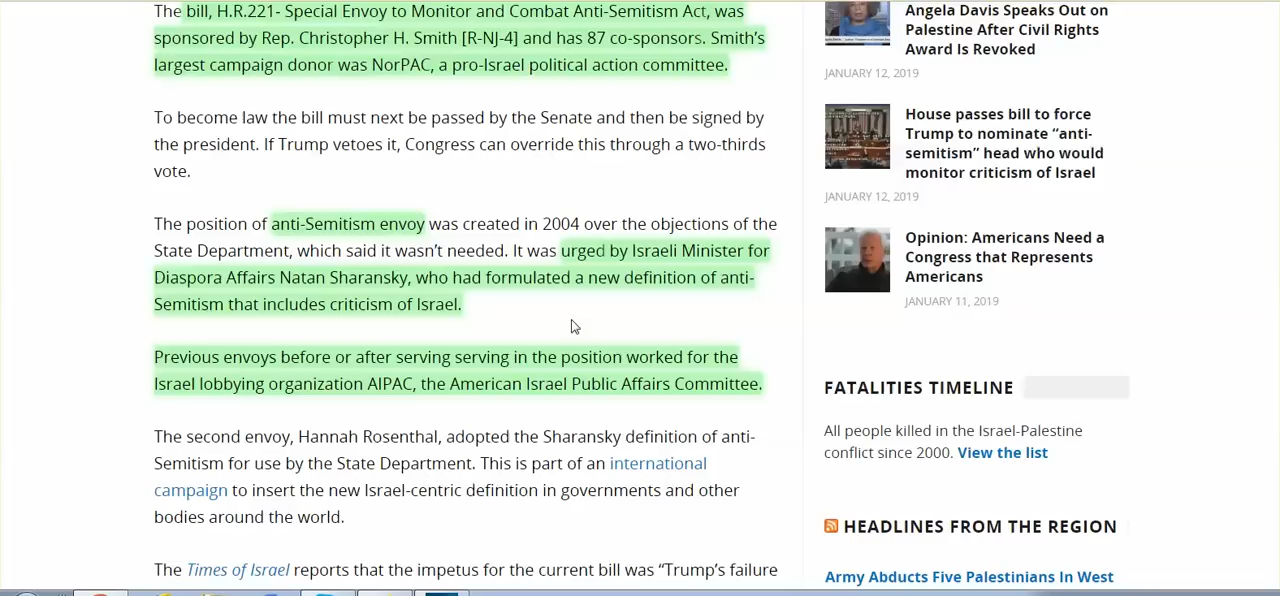 The bill, H.R.221- Special Envoy to Monitor and Combat Anti-Semitism Act, was
sponsored by Rep. Christopher H. Smith [R-NJ-4] and has 87 co-sponsors. Smith's
largest campaign donor was NorPAC, a pro-Israel political action committee.
To become law the bill must next be passed by the Senate and then be signed by
the president. If Trump vetoes it, Congress can override this through a two-thirds
vote.
The position of anti-Semitism envoy was created in 2004 over the objections of the
State Department, which said it wasn't needed. It was urged by Israeli Minister for
Diaspora Affairs Natan Sharansky, who had formulated a new definition of anti-
Semitism that includes criticism of Israel.
Previous envoys before or after serving serving in the position worked for the
Israel lobbying organization AIPAC, the American Israel Public Affairs Committee.
The second envoy, Hannah Rosenthal, adopted the Sharansky definition of anti-
Semitism for use by the State Department. This is part of an international
campaign to insert the new Israel-centric definition in governments and other
bodies around the world.
The Times of Israel reports that the impetus for the current bill was “Trump's failure
Angela Davis Speaks Out on
Palestine After Civil Rights
Award Is Revoked
JANUARY 12, 2019
House passes bill to force
Trump to nominate “anti-
semitism” head who would
monitor criticism of Israel
JANUARY 12, 2019
Opinion: Americans Need a
Congress that Represents
Americans
JANUARY 11, 2019
FATALITIES TIMELINE
All people killed in the Israel-Palestine
conflict since 2000. View the list
HEADLINES FROM THE REGION
Army Abducts Five Palestinians In West